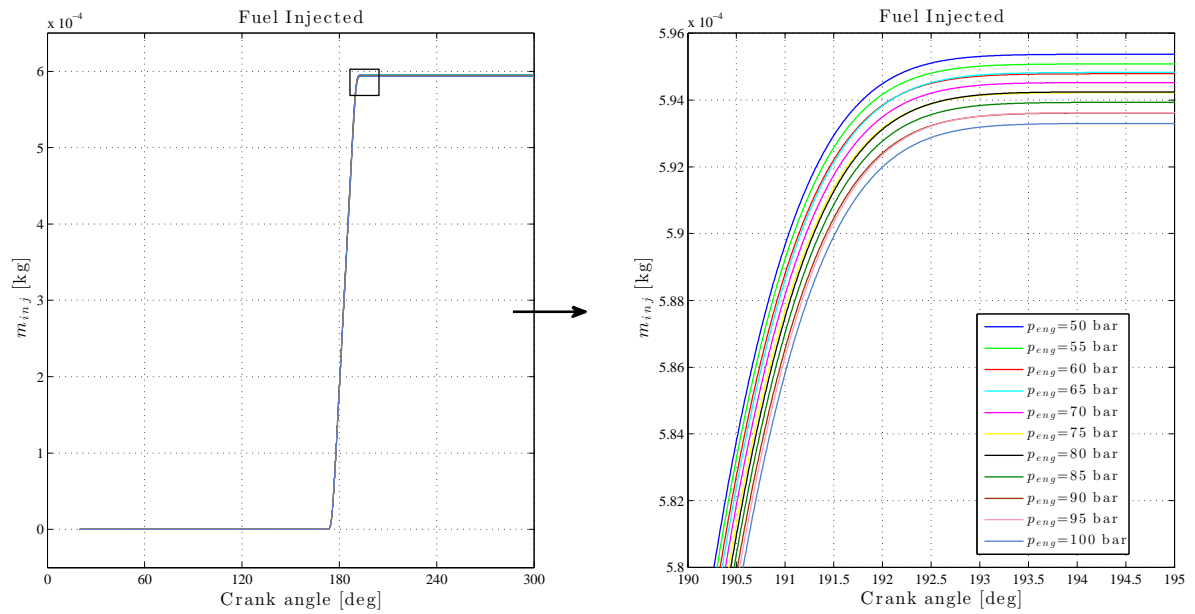 Fuel Injected
x 10⁻⁴
6
5
4
3
2
1
0
m_inj [kg]
0 60 120 180 240 300
Crank angle [deg]
Fuel Injected
x 10⁻⁴
5.96
5.94
5.92
5.9
5.88
5.86
5.84
5.82
5.8
m_inj [kg]
p_eng=50 bar
p_eng=55 bar
p_eng=60 bar
p_eng=65 bar
p_eng=70 bar
p_eng=75 bar
p_eng=80 bar
p_eng=85 bar
p_eng=90 bar
p_eng=95 bar
p_eng=100 bar
190 190.5 191 191.5 192 192.5 193 193.5 194 194.5 195
Crank angle [deg]